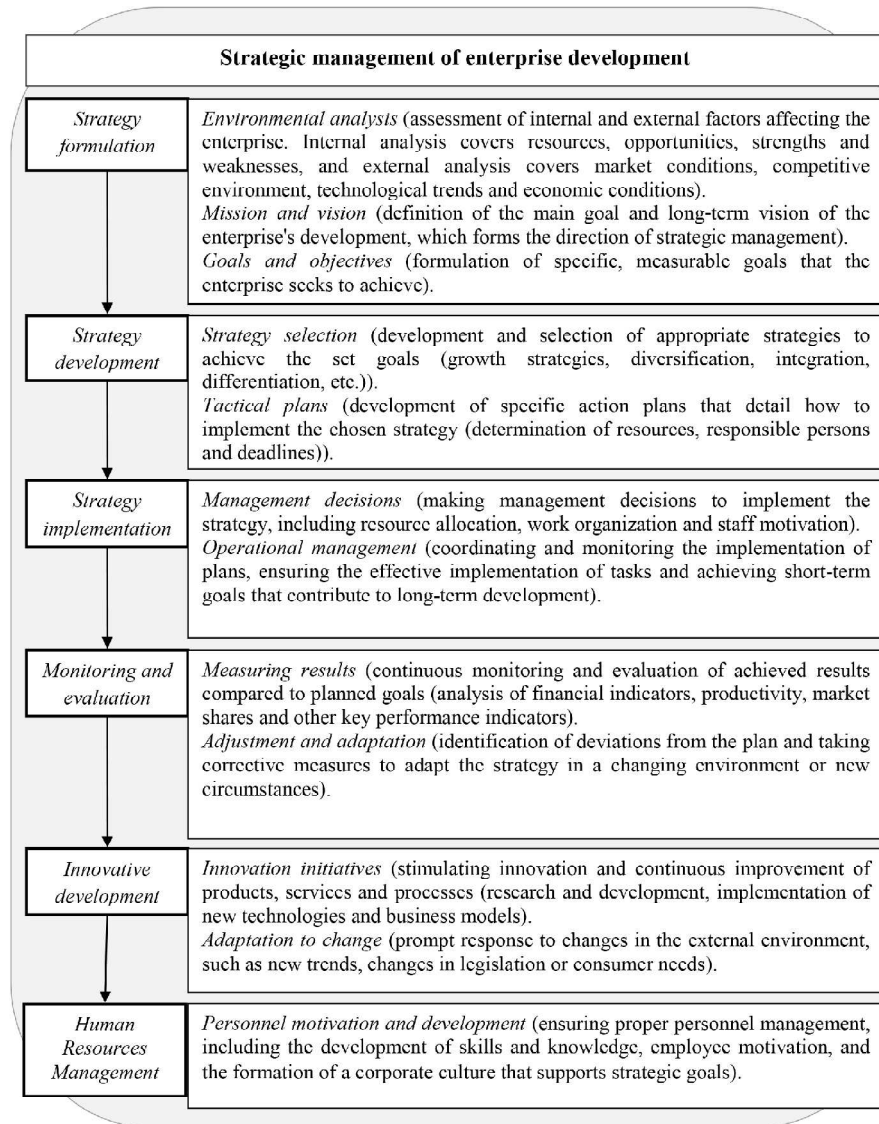 Strategic management of enterprise development
Strategy
formulation
Environmental analysis (assessment of internal and external factors affecting the
enterprise. Internal analysis covers resources, opportunities, strengths and
weaknesses, and external analysis covers market conditions, competitive
environment, technological trends and economic conditions).
Mission and vision (definition of the main goal and long-term vision of the
enterprise's development, which forms the direction of strategic management).
Goals and objectives (formulation of specific, measurable goals that the
enterprise seeks to achieve).
Strategy
development
Strategy selection (development and selection of appropriate strategies to
achieve the set goals (growth strategies, diversification, integration,
differentiation, etc.)).
Tactical plans (development of specific action plans that detail how to
implement the chosen strategy (determination of resources, responsible persons
and deadlines)).
Strategy
implementation
Management decisions (making management decisions to implement the
strategy, including resource allocation, work organization and staff motivation).
Operational management (coordinating and monitoring the implementation of
plans, ensuring the effective implementation of tasks and achieving short-term
goals that contribute to long-term development).
Monitoring and
evaluation
Measuring results (continuous monitoring and evaluation of achieved results
compared to planned goals (analysis of financial indicators, productivity, market
shares and other key performance indicators).
Adjustment and adaptation (identification of deviations from the plan and taking
corrective measures to adapt the strategy in a changing environment or new
circumstances).
Innovative
development
Innovation initiatives (stimulating innovation and continuous improvement of
products, services and processes (research and development, implementation of
new technologies and business models).
Adaptation to change (prompt response to changes in the external environment,
such as new trends, changes in legislation or consumer needs).
Human
Resources
Management
Personnel motivation and development (ensuring proper personnel management,
including the development of skills and knowledge, employee motivation, and
the formation of a corporate culture that supports strategic goals).